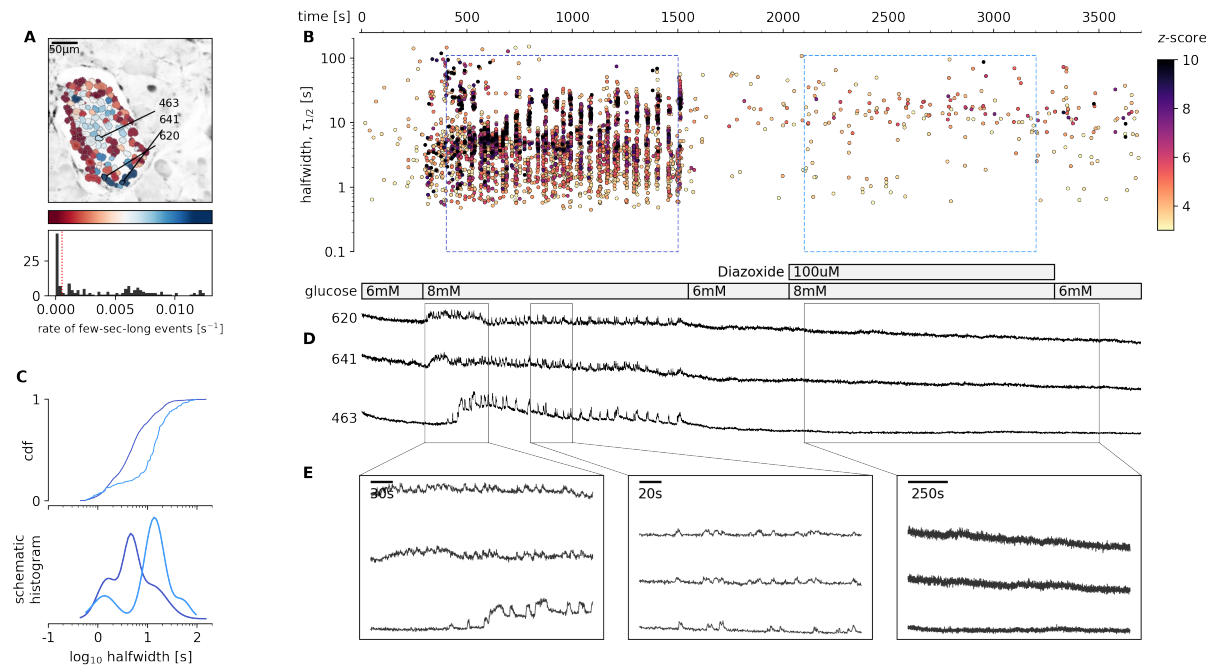 time [s] 0 500 1000 1500 2000 2500 3000 3500
A
50µm
463
641
620
25
0
0.000 0.005 0.010
rate of few-sec-long events [s⁻¹]
B
halfwidth, τ1/2 [s]
100
10
1
0.1
z-score
10
8
6
4
Diazoxide 100uM
glucose 6mM 8mM 6mM 8mM 6mM
C
cdf
1
0
schematic
histogram
-1 0 1 2
log10 halfwidth [s]
D
620
641
463
E
30s
20s
250s